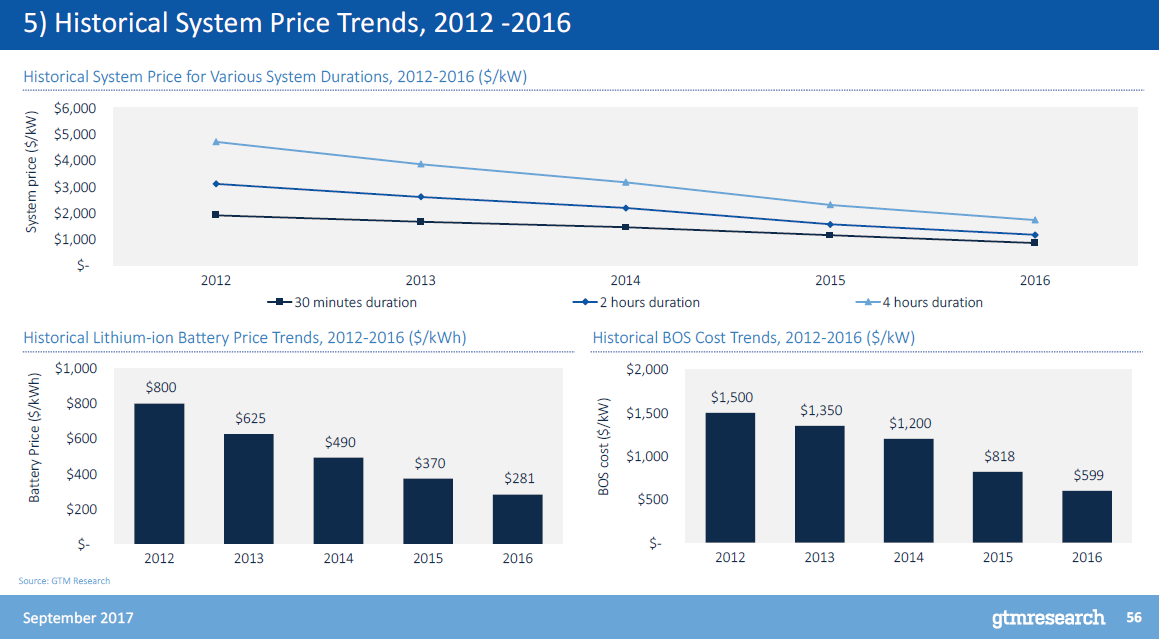 5) Historical System Price Trends, 2012 -2016
Historical System Price for Various System Durations, 2012-2016 ($/kW)
System price ($/kW)
$6,000
$5,000
$4,000
$3,000
$2,000
$1,000
$-
2012 2013 2014 2015 2016
30 minutes duration 2 hours duration 4 hours duration
Historical Lithium-ion Battery Price Trends, 2012-2016 ($/kWh)
Battery Price ($/kWh)
$1,000
$800
$600
$400
$200
$-
$800
$625
$490
$370
$281
2012 2013 2014 2015 2016
Historical BOS Cost Trends, 2012-2016 ($/kW)
BOS cost ($/kW)
$2,000
$1,500
$1,000
$500
$-
$1,500
$1,350
$1,200
$818
$599
2012 2013 2014 2015 2016
Source: GTM Research
September 2017
gtmresearch 56